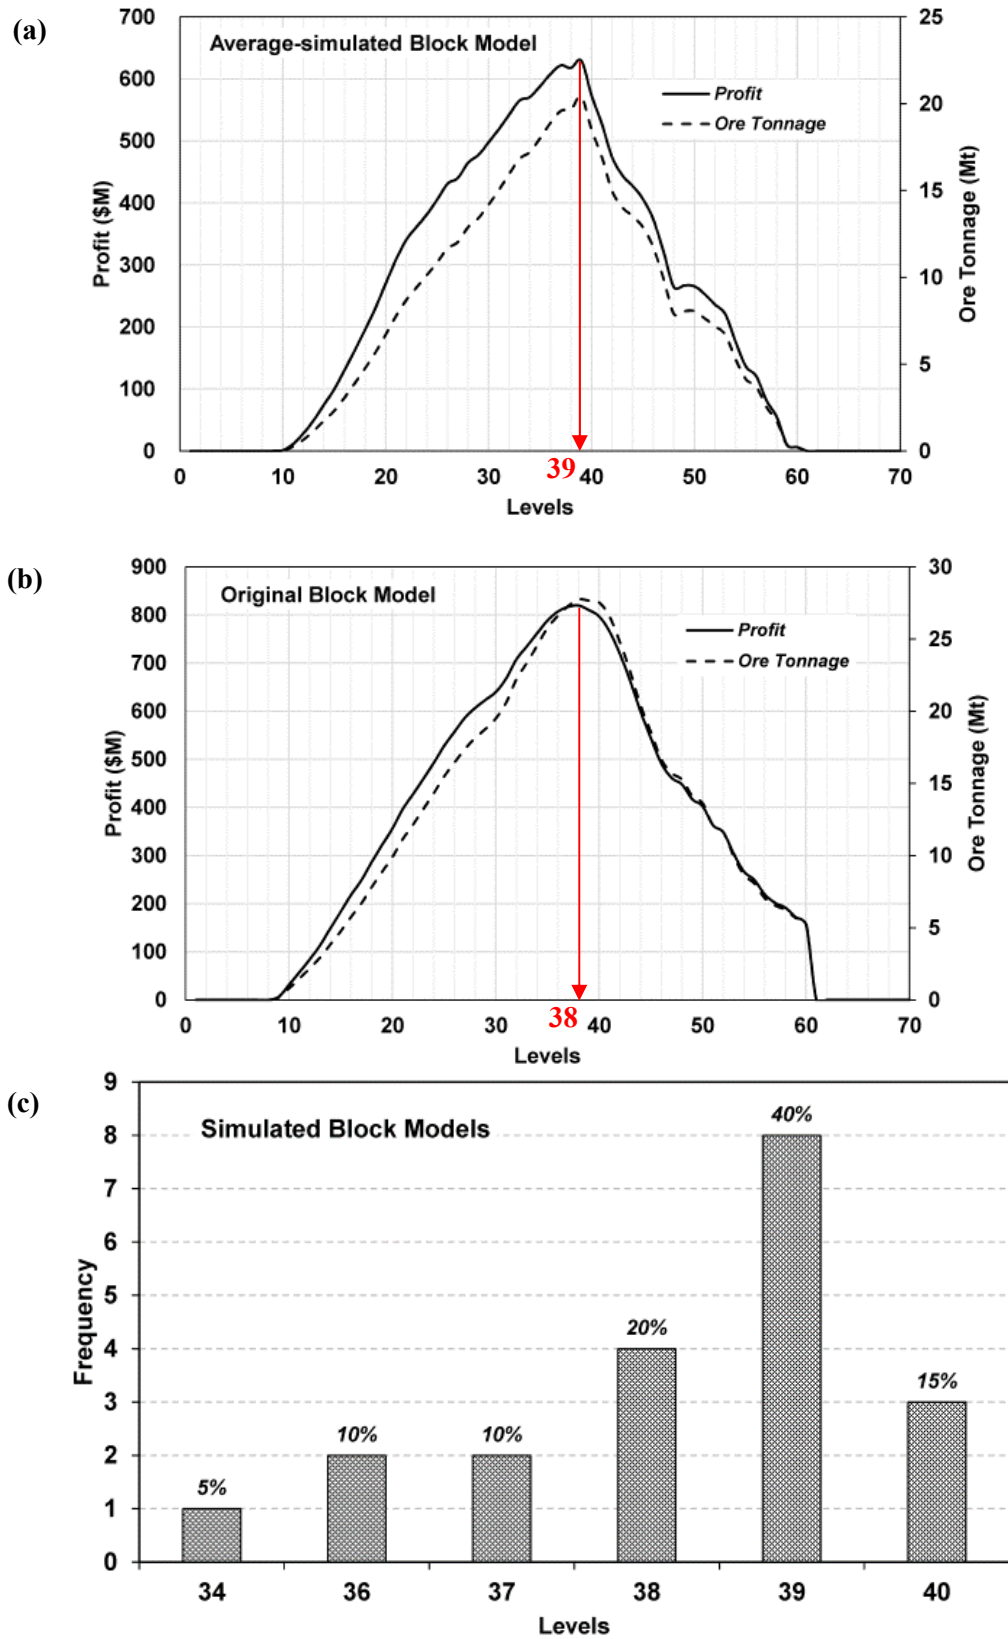 (a)
Average-simulated Block Model
Profit
Ore Tonnage
700
600
500
400
300
200
100
0
Profit ($M)
25
20
15
10
5
0
Ore Tonnage (Mt)
39
0 10 20 30 40 50 60 70
Levels
(b)
Original Block Model
Profit
Ore Tonnage
900
800
700
600
500
400
300
200
100
0
Profit ($M)
30
25
20
15
10
5
0
Ore Tonnage (Mt)
38
0 10 20 30 40 50 60 70
Levels
(c)
Simulated Block Models
9
8
7
6
5
4
3
2
1
0
Frequency
5% 10% 10% 20% 40% 15%
34 36 37 38 39 40
Levels